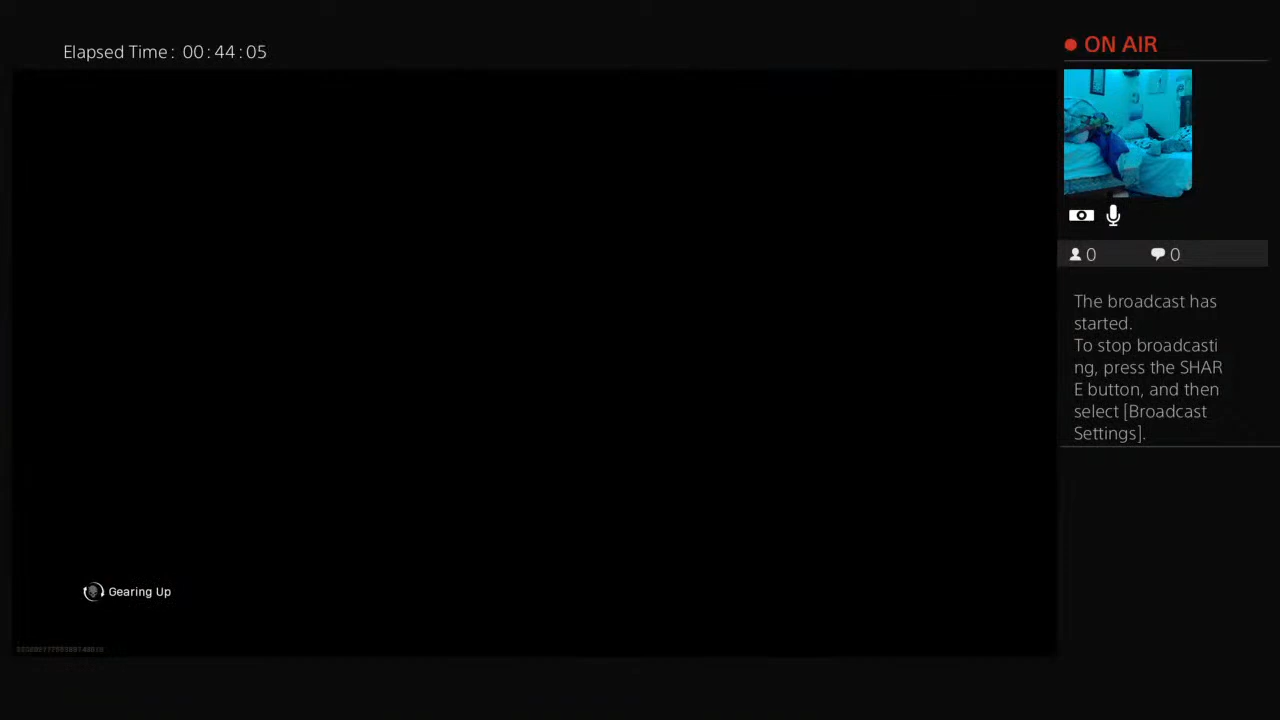 Elapsed Time: 00:44:05
ON AIR
0
0
The broadcast has
started.
To stop broadcasti
ng, press the SHAR
E button, and then
select [Broadcast
Settings].
Gearing Up